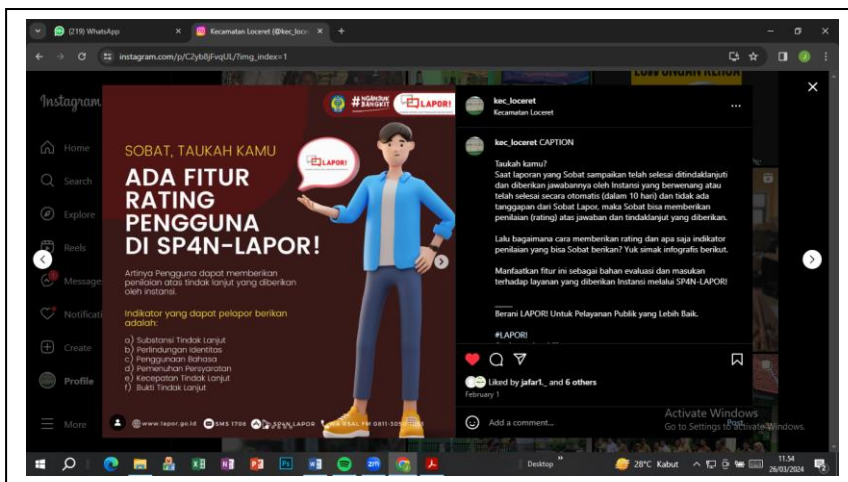 (219) WhatsApp
Kecamatan Loceret (@kec_loce
instagram.com/p/C2yb8jFvqUL/?img_index=1
Instagram
Home
Search
Explore
Reels
Message
Notificati
Create
Profile
More
#NGANJUK
BANGKIT
LAPOR!
SOBAT, TAUKAH KAMU
LAPOR!
ADA FITUR
RATING
PENGGUNA
DI SP4N-LAPOR!
Artinya Pengguna dapat memberikan
penilaian atas tindak lanjut yang diberikan
oleh instansi.
Indikator yang dapat pelapor berikan
adalah:
a) Substansi Tindak Lanjut
b) Perlindungan Identitas
c) Penggunaan Bahasa
d) Pemenuhan Persyaratan
e) Kecepatan Tindak Lanjut
f) Bukti Tindak Lanjut
www.lapor.go.id
SMS 1708
SP4N LAPOR
kec_loceret
Kecamatan Loceret
kec_loceret CAPTION
Taukah kamu?
Saat laporan yang Sobat sampaikan telah selesai ditindaklanjuti
dan diberikan jawabannya oleh Instansi yang berwenang atau
telah selesai secara otomatis (dalam 10 hari) dan tidak ada
tanggapan dari Sobat Lapor, maka Sobat bisa memberikan
penilaian (rating) atas jawaban dan tindaklanjut yang diberikan.
Lalu bagaimana cara memberikan rating dan apa saja indikator
penilaian yang bisa Sobat berikan? Yuk simak infografis berikut.
Manfaatkan fitur ini sebagai bahan evaluasi dan masukan
terhadap layanan yang diberikan Instansi melalui SP4N-LAPOR!
Berani LAPOR! Untuk Pelayanan Publik yang Lebih Baik.
#LAPOR!
Liked by jafar1._ and 6 others
February 1
Add a comment...
Post
Activate Windows
Go to Settings to activate Windows.
Desktop
28°C Kabut
11.54
26/03/2024